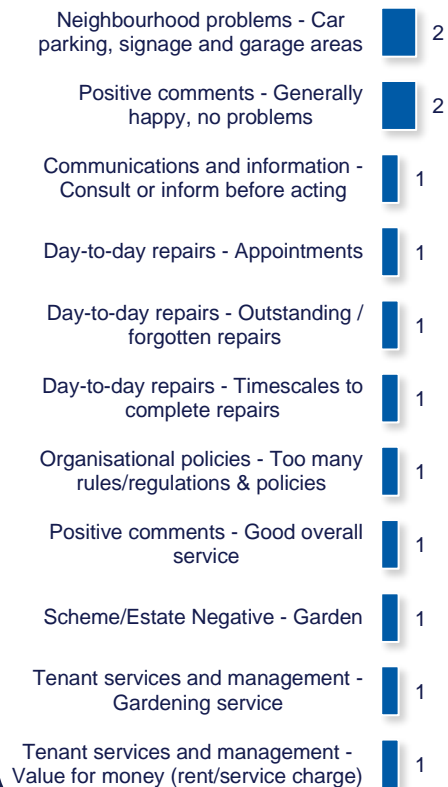 Neighbourhood problems - Car
parking, signage and garage areas
2
Positive comments - Generally
happy, no problems
2
Communications and information -
Consult or inform before acting
1
Day-to-day repairs - Appointments
1
Day-to-day repairs - Outstanding /
forgotten repairs
1
Day-to-day repairs - Timescales to
complete repairs
1
Organisational policies - Too many
rules/regulations & policies
1
Positive comments - Good overall
service
1
Scheme/Estate Negative - Garden
1
Tenant services and management -
Gardening service
1
Tenant services and management -
Value for money (rent/service charge)
1